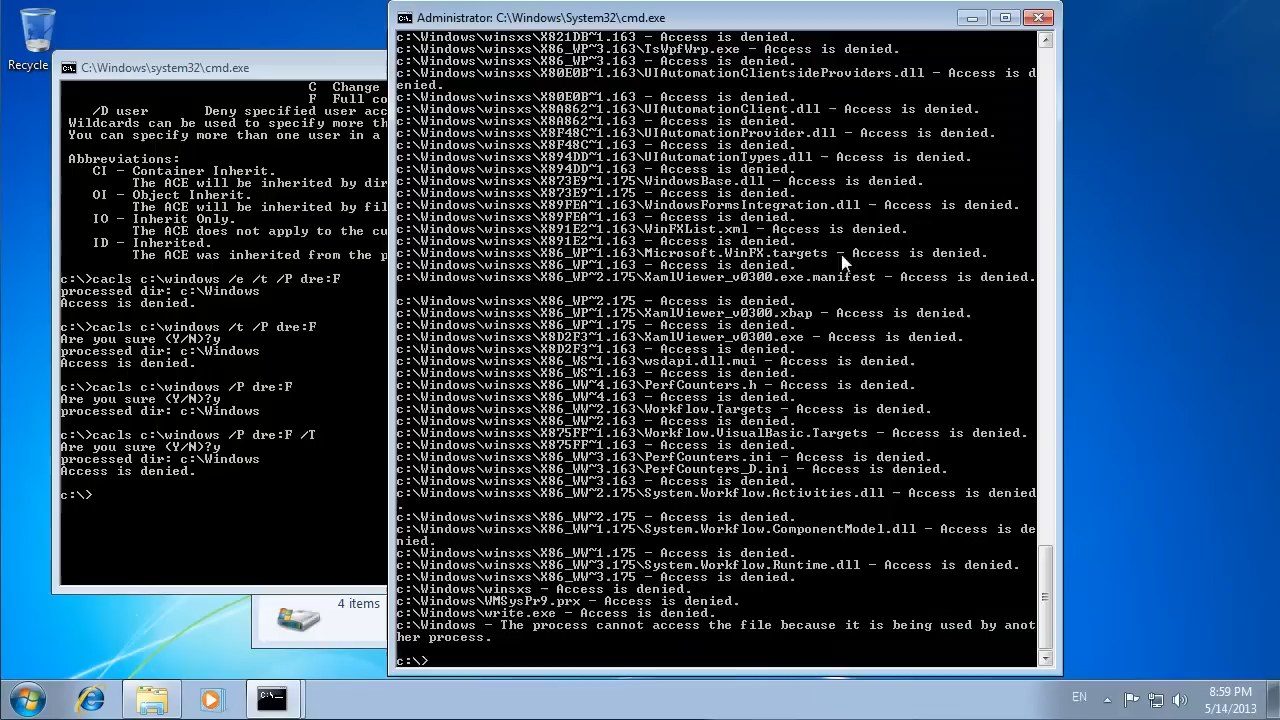 Recycle
C:\Windows\system32\cmd.exe
C Change
F Full co
/D user Deny specified user acc
Wildcards can be used to specify more th
You can specify more than one user in a
Abbreviations:
CI - Container Inherit.
The ACE will be inherited by dir
OI - Object Inherit.
The ACE will be inherited by fil
IO - Inherit Only.
The ACE does not apply to the cu
ID - Inherited.
The ACE was inherited from the p
c:\>cacls c:\windows /e /t /P dre:F
processed dir: c:\Windows
Access is denied.
c:\>cacls c:\windows /t /P dre:F
Are you sure (Y/N)?y
processed dir: c:\Windows
Access is denied.
c:\>cacls c:\windows /P dre:F
Are you sure (Y/N)?y
processed dir: c:\Windows
c:\>cacls c:\windows /P dre:F /T
Are you sure (Y/N)?y
processed dir: c:\Windows
Access is denied.
c:\>
4 items
Administrator: C:\Windows\System32\cmd.exe
c:\Windows\winsxs\X821DB~1.163 - Access is denied.
c:\Windows\winsxs\X86_WP~3.163\TsWpfWrp.exe - Access is denied.
c:\Windows\winsxs\X86_WP~3.163 - Access is denied.
c:\Windows\winsxs\X80E0B~1.163\UIAutomationClientsideProviders.dll - Access is d
enied.
c:\Windows\winsxs\X80E0B~1.163 - Access is denied.
c:\Windows\winsxs\X8A862~1.163\UIAutomationClient.dll - Access is denied.
c:\Windows\winsxs\X8A862~1.163 - Access is denied.
c:\Windows\winsxs\X8F48C~1.163\UIAutomationProvider.dll - Access is denied.
c:\Windows\winsxs\X8F48C~1.163 - Access is denied.
c:\Windows\winsxs\X894DD~1.163\UIAutomationTypes.dll - Access is denied.
c:\Windows\winsxs\X894DD~1.163 - Access is denied.
c:\Windows\winsxs\X873E9~1.175\WindowsBase.dll - Access is denied.
c:\Windows\winsxs\X873E9~1.175 - Access is denied.
c:\Windows\winsxs\X89FEA~1.163\WindowsFormsIntegration.dll - Access is denied.
c:\Windows\winsxs\X89FEA~1.163 - Access is denied.
c:\Windows\winsxs\X891E2~1.163\WinFXList.xml - Access is denied.
c:\Windows\winsxs\X891E2~1.163 - Access is denied.
c:\Windows\winsxs\X86_WP~1.163\Microsoft.WinFX.targets - Access is denied.
c:\Windows\winsxs\X86_WP~1.163 - Access is denied.
c:\Windows\winsxs\X86_WP~2.175\XamlViewer_v0300.exe.manifest - Access is denied.
c:\Windows\winsxs\X86_WP~2.175 - Access is denied.
c:\Windows\winsxs\X86_WP~1.175\XamlViewer_v0300.xbap - Access is denied.
c:\Windows\winsxs\X86_WP~1.175 - Access is denied.
c:\Windows\winsxs\X8D2F3~1.163\XamlViewer_v0300.exe - Access is denied.
c:\Windows\winsxs\X8D2F3~1.163 - Access is denied.
c:\Windows\winsxs\X86_WS~1.163\wsdapi.dll.mui - Access is denied.
c:\Windows\winsxs\X86_WS~1.163 - Access is denied.
c:\Windows\winsxs\X86_WW~4.163\PerfCounters.h - Access is denied.
c:\Windows\winsxs\X86_WW~4.163 - Access is denied.
c:\Windows\winsxs\X86_WW~2.163\Workflow.Targets - Access is denied.
c:\Windows\winsxs\X86_WW~2.163 - Access is denied.
c:\Windows\winsxs\X875FF~1.163\Workflow.VisualBasic.Targets - Access is denied.
c:\Windows\winsxs\X875FF~1.163 - Access is denied.
c:\Windows\winsxs\X86_WW~3.163\PerfCounters.ini - Access is denied.
c:\Windows\winsxs\X86_WW~3.163\PerfCounters_D.ini - Access is denied.
c:\Windows\winsxs\X86_WW~3.163 - Access is denied.
c:\Windows\winsxs\X86_WW~2.175\System.Workflow.Activities.dll - Access is denied
.
c:\Windows\winsxs\X86_WW~2.175 - Access is denied.
c:\Windows\winsxs\X86_WW~1.175\System.Workflow.ComponentModel.dll - Access is de
nied.
c:\Windows\winsxs\X86_WW~1.175 - Access is denied.
c:\Windows\winsxs\X86_WW~3.175\System.Workflow.Runtime.dll - Access is denied.
c:\Windows\winsxs\X86_WW~3.175 - Access is denied.
c:\Windows\winsxs - Access is denied.
c:\Windows\WMSysPr9.prx - Access is denied.
c:\Windows\write.exe - Access is denied.
c:\Windows - The process cannot access the file because it is being used by anot
her process.
c:\>
EN
8:59 PM
5/14/2013